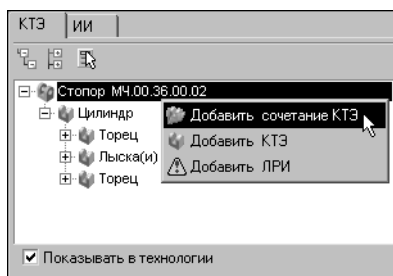 КТЭ ИИ
Стопор МЧ.00.36.00.02
Цилиндр
Добавить сочетание КТЭ
Торец
Лыска(и)
Добавить КТЭ
Торец
Добавить ЛРИ
Показывать в технологии